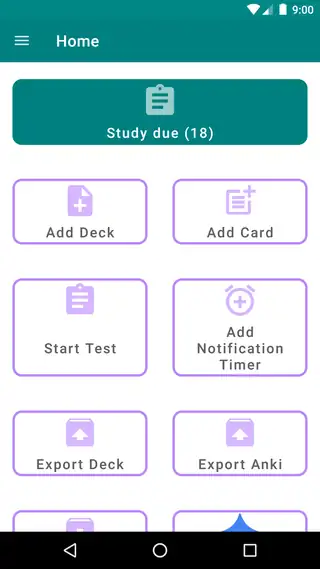 9:00
Home
Study due (18)
Add Deck
Add Card
Start Test
Add
Notification
Timer
Export Deck
Export Anki